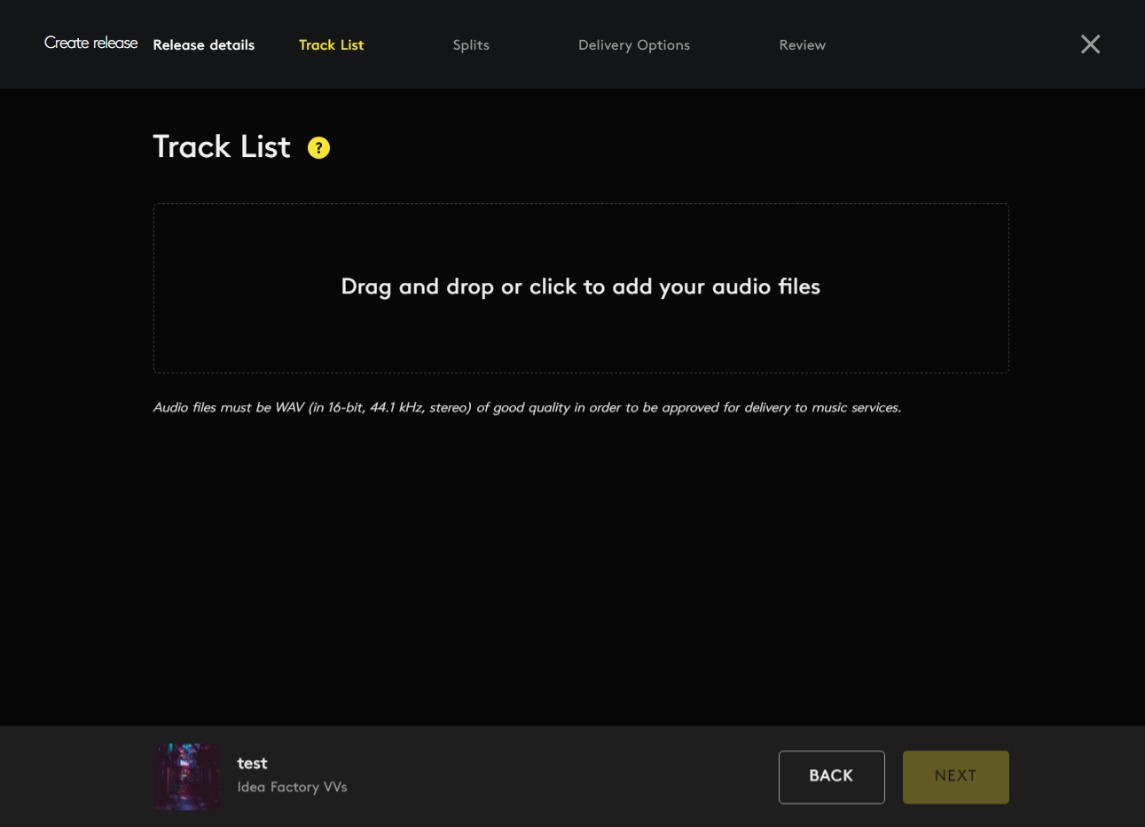 Create release Release details Track List Splits Delivery Options Review
Track List ?
Drag and drop or click to add your audio files
Audio files must be WAV (in 16-bit, 44.1 kHz, stereo) of good quality in order to be approved for delivery to music services.
test
Idea Factory VVs
BACK NEXT